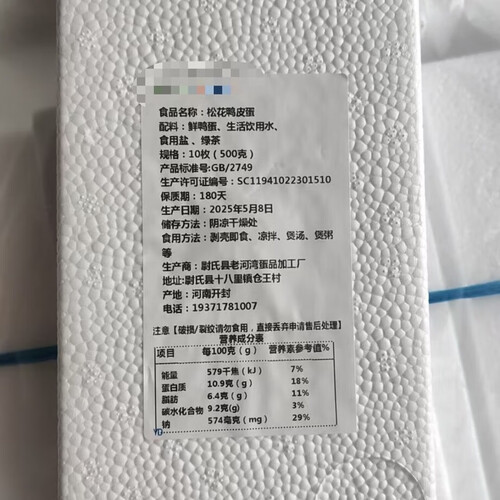 食品名称：松花鸭皮蛋
配料：鲜鸭蛋、生活饮用水、
食用盐、绿茶
规格：10枚（500克）
产品标准号:GB/2749
生产许可证编号：SC11941022301510
保质期：180天
生产日期：2025年5月8日
储存方法：阴凉干燥处
食用方法：剥壳即食、凉拌、煲汤、煲粥
等
生产商：尉氏县老河湾蛋品加工厂
地址:尉氏县十八里镇仓王村
产地：河南开封
电话：19371781007
注意【破损/裂纹请勿食用，直接丢弃申请售后处理】
营养成分表
项目 每100克（g） 营养素参考值%
能量 579千焦（kJ） 7%
蛋白质 10.9克（g） 18%
脂肪 6.4克（g） 11%
碳水化合物 9.2克(g) 3%
钠 574毫克（mg） 29%